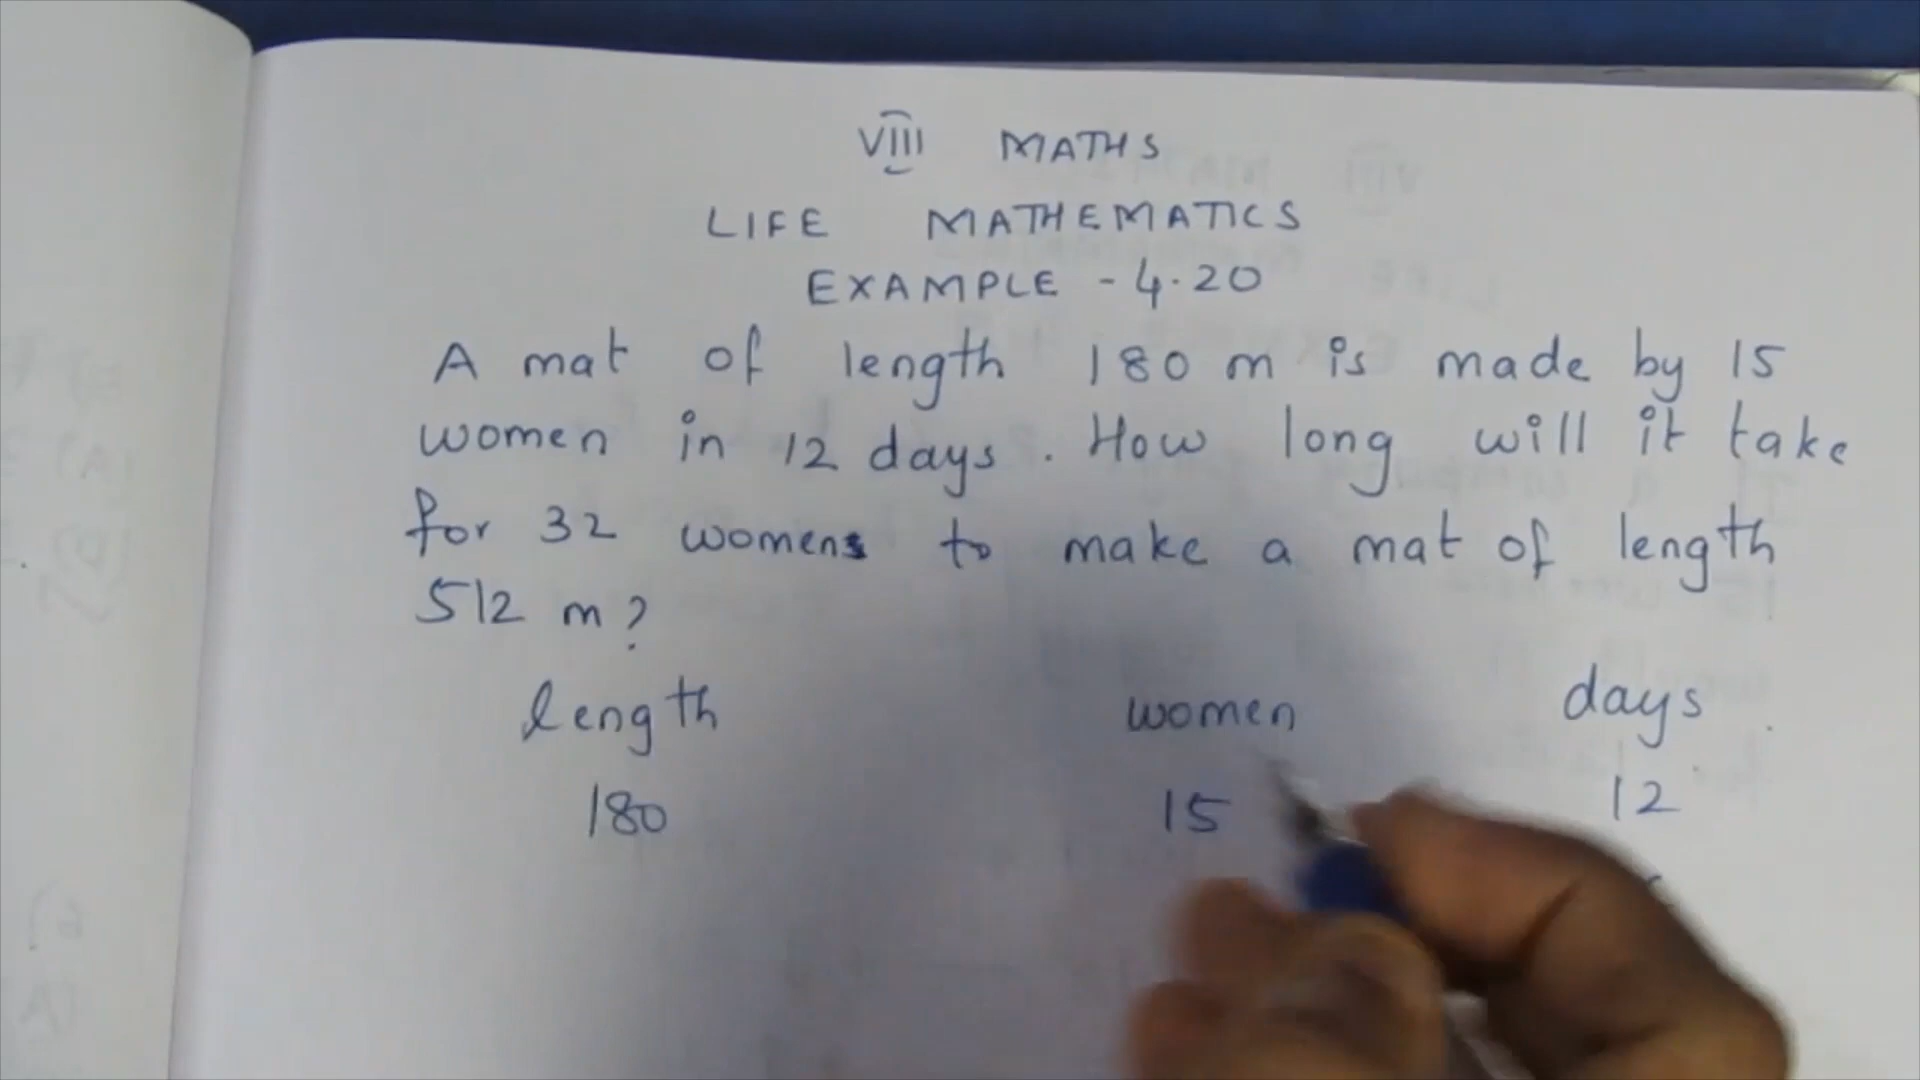 VIII MATHS
LIFE MATHEMATICS
EXAMPLE - 4.20
A mat of length 180 m is made by 15
women in 12 days. How long will it take
for 32 womens to make a mat of length
512 m?
length women days
180 15 12